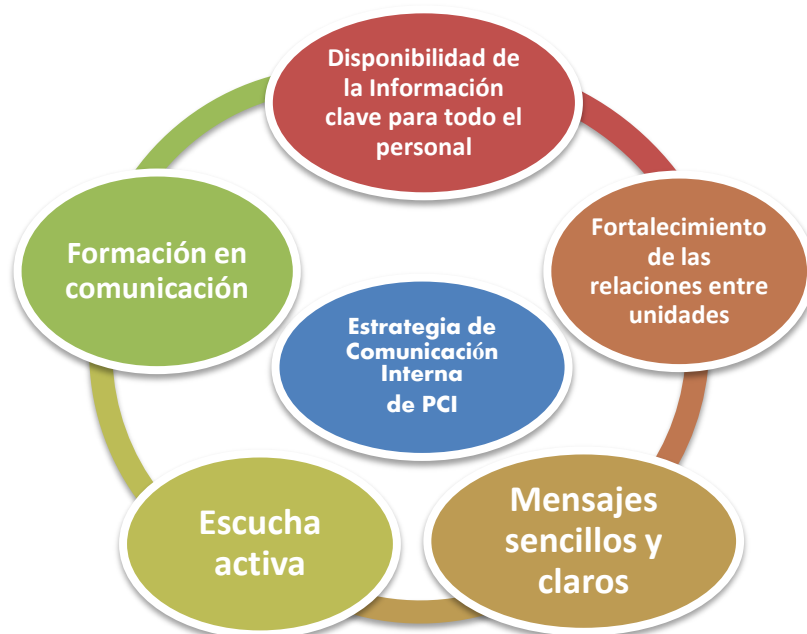 Disponibilidad de
la Información
clave para todo el
personal
Fortalecimiento
de las
relaciones entre
unidades
Mensajes
sencillos y
claros
Escucha
activa
Formación en
comunicación
Estrategia de
Comunicación
Interna
de PCI